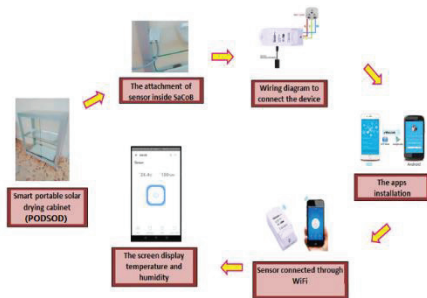 Smart portable solar
drying cabinet
(PODSOD)
The attachment of
sensor inside SaCoB
Wiring diagram to
connect the device
The apps
installation
Sensor connected through
WiFi
The screen display
temperature and
humidity